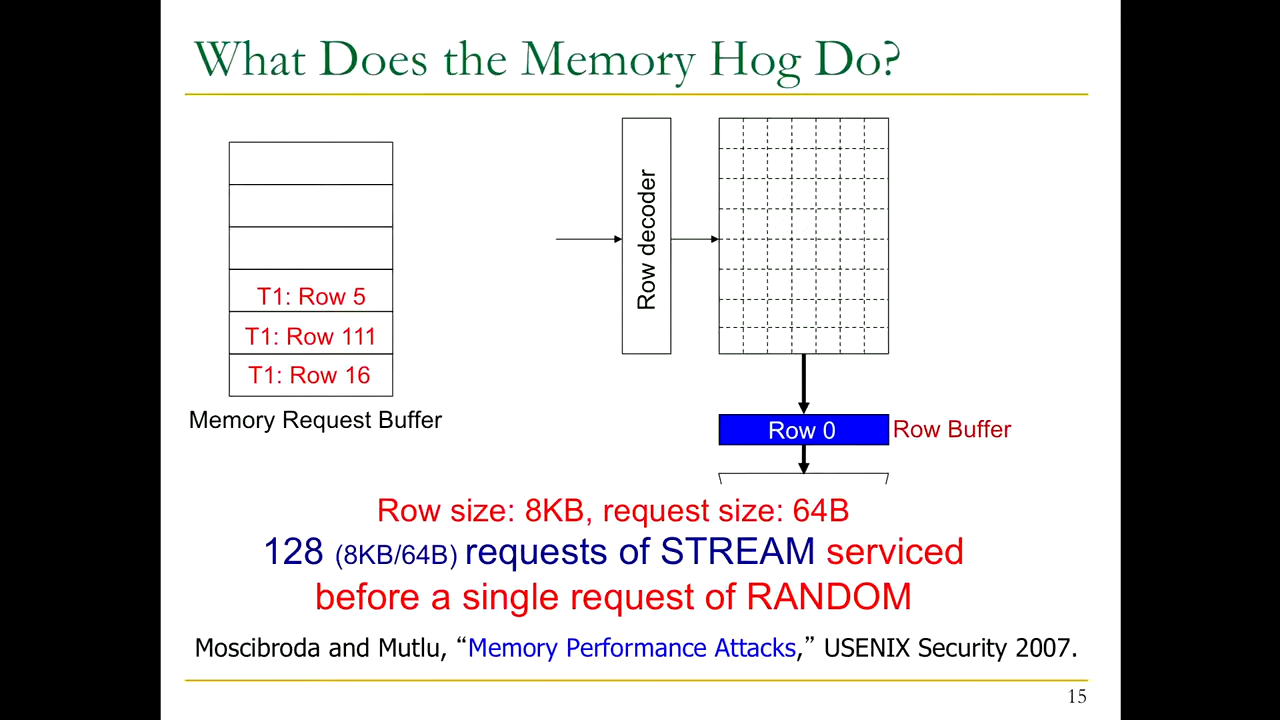 What Does the Memory Hog Do?
T1: Row 5
T1: Row 111
T1: Row 16
Memory Request Buffer
Row decoder
Row 0
Row Buffer
Row size: 8KB, request size: 64B
128 (8KB/64B) requests of STREAM serviced
before a single request of RANDOM
Moscibroda and Mutlu, “Memory Performance Attacks,” USENIX Security 2007.
15